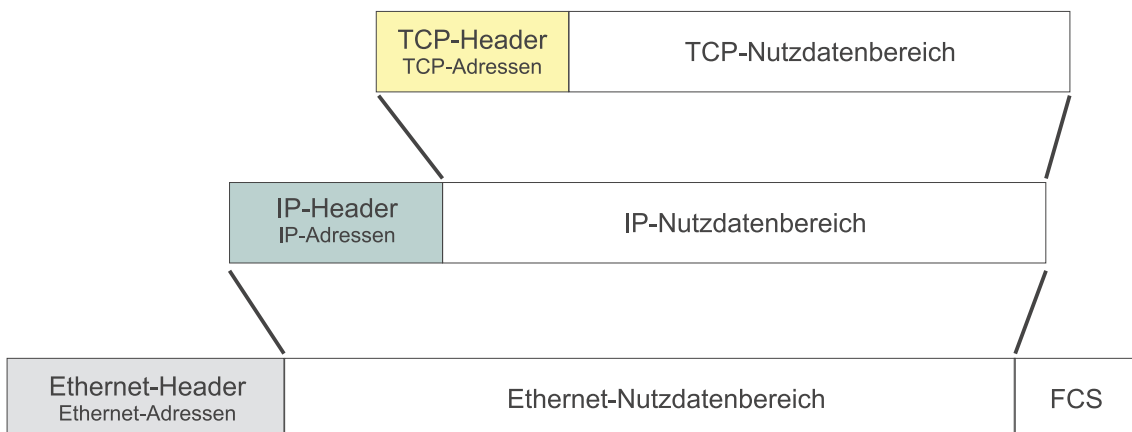 TCP-Header
TCP-Adressen
TCP-Nutzdatenbereich
IP-Header
IP-Adressen
IP-Nutzdatenbereich
Ethernet-Header
Ethernet-Adressen
Ethernet-Nutzdatenbereich
FCS